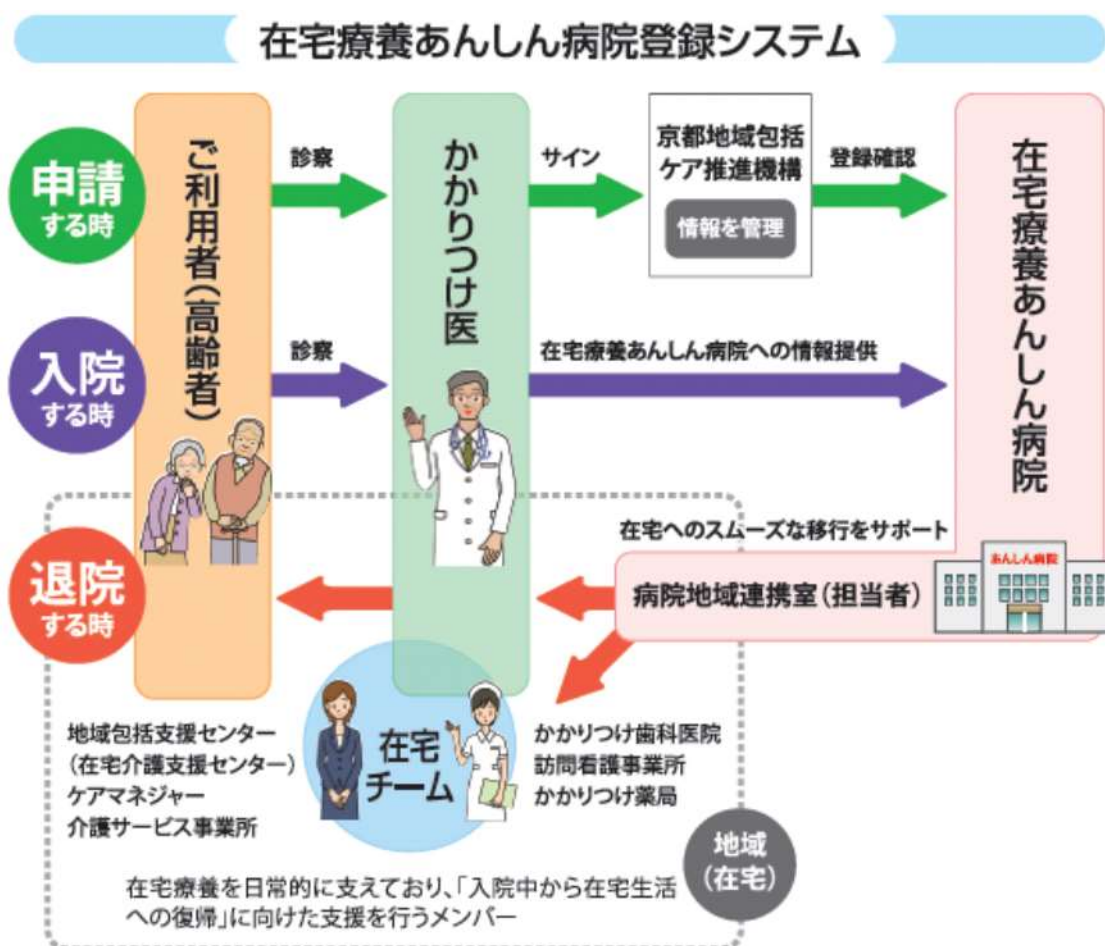 在宅療養あんしん病院登録システム
申請
する時
ご利用者(高齢者)
診察
かかりつけ医
サイン
京都地域包括
ケア推進機構
情報を管理
登録確認
在宅療養あんしん病院
入院
する時
診察
在宅療養あんしん病院への情報提供
退院
する時
在宅へのスムーズな移行をサポート
病院地域連携室(担当者)
あんしん病院
地域包括支援センター
(在宅介護支援センター)
ケアマネジャー
介護サービス事業所
在宅
チーム
かかりつけ歯科医院
訪問看護事業所
かかりつけ薬局
地域
(在宅)
在宅療養を日常的に支えており、「入院中から在宅生活
への復帰」に向けた支援を行うメンバー